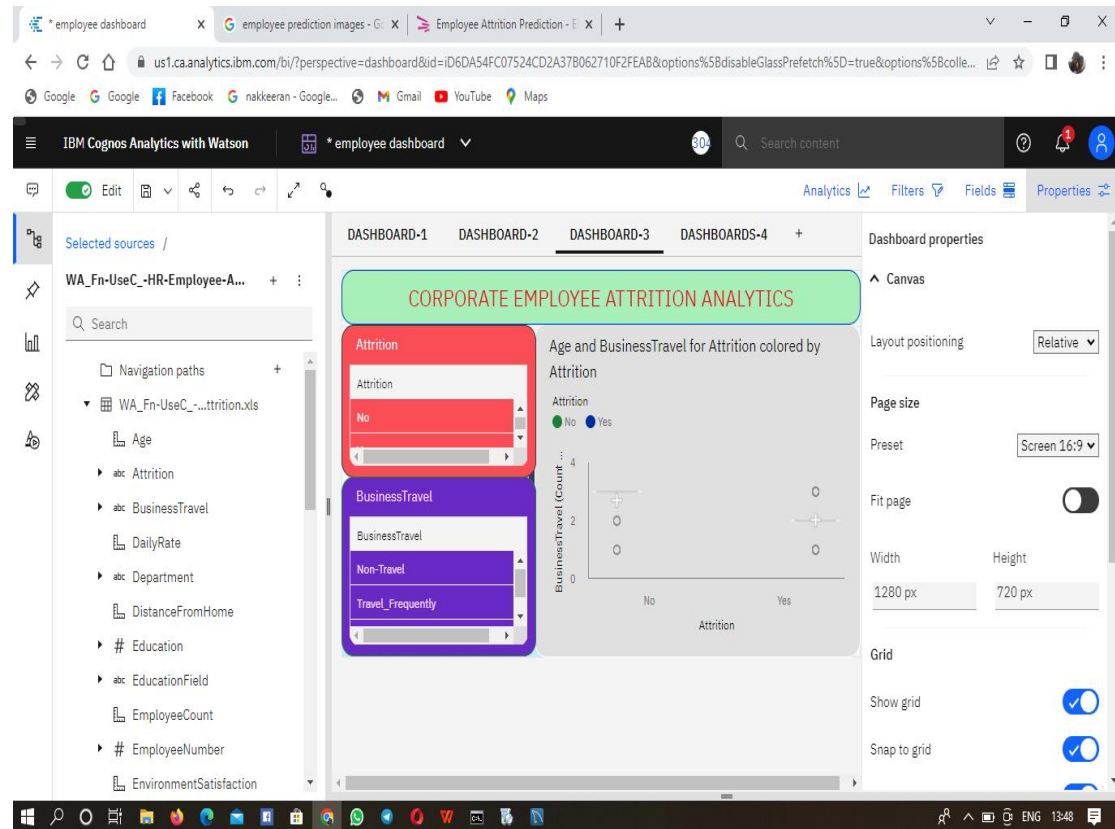 * employee dashboard
employee prediction images - Go
Employee Attrition Prediction - E
us1.ca.analytics.ibm.com/bi/?perspective=dashboard&id=iD6DA54FC07524CD2A37B062710F2FEAB&options%5BdisableGlassPrefetch%5D=true&options%5Bcolle...
Google
Google
Facebook
nakkeeran - Google...
Gmail
YouTube
Maps
IBM Cognos Analytics with Watson
* employee dashboard
304
Search content
1
Edit
Analytics
Filters
Fields
Properties
Selected sources /
WA_Fn-UseC_-HR-Employee-A...
Search
Navigation paths
WA_Fn-UseC_-...ttrition.xls
Age
abc Attrition
abc BusinessTravel
DailyRate
abc Department
DistanceFromHome
# Education
abc EducationField
EmployeeCount
# EmployeeNumber
EnvironmentSatisfaction
DASHBOARD-1
DASHBOARD-2
DASHBOARD-3
DASHBOARDS-4
+
CORPORATE EMPLOYEE ATTRITION ANALYTICS
Attrition
Attrition
No
BusinessTravel
BusinessTravel
Non-Travel
Travel_Frequently
Age and BusinessTravel for Attrition colored by
Attrition
Attrition
No Yes
BusinessTravel (Count ...
4
2
0
No
Yes
Attrition
Dashboard properties
Canvas
Layout positioning
Relative
Page size
Preset
Screen 16:9
Fit page
Width
Height
1280 px
720 px
Grid
Show grid
Snap to grid
ENG
13:48